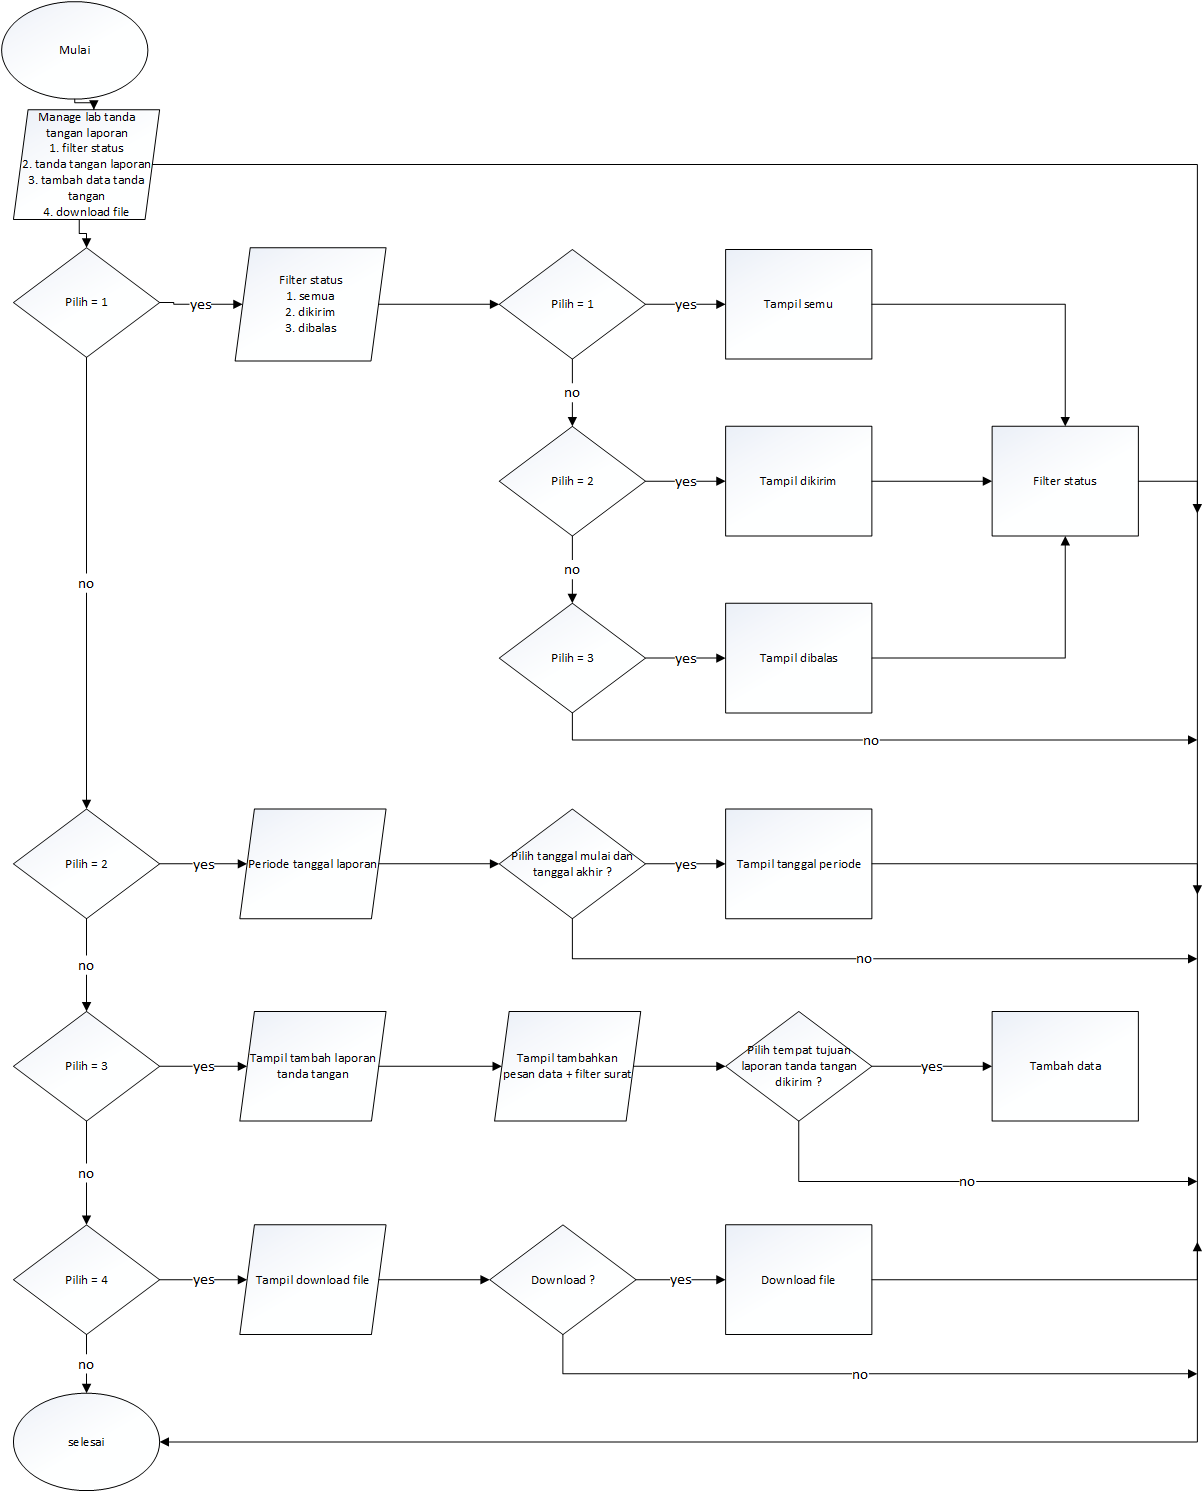 Mulai
Manage lab tanda
tangan laporan
1. filter status
2. tanda tangan laporan
3. tambah data tanda
tangan
4. download file
Pilih = 1
yes
Filter status
1. semua
2. dikirim
3. dibalas
Pilih = 1
yes
Tampil semu
no
Pilih = 2
yes
Tampil dikirim
Filter status
no
no
Pilih = 3
yes
Tampil dibalas
no
Pilih = 2
yes
Periode tanggal laporan
Pilih tanggal mulai dan
tanggal akhir ?
yes
Tampil tanggal periode
no
no
Pilih = 3
yes
Tampil tambah laporan
tanda tangan
Tampil tambahkan
pesan data + filter surat
Pilih tempat tujuan
laporan tanda tangan
dikirim ?
yes
Tambah data
no
no
Pilih = 4
yes
Tampil download file
Download ?
yes
Download file
no
no
selesai